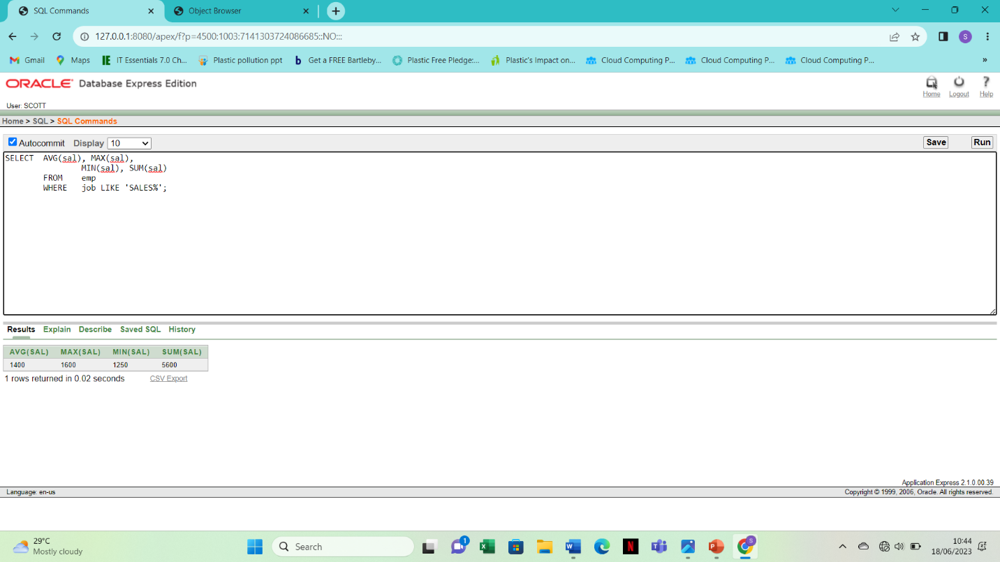 SQL Commands
Object Browser
127.0.0.1:8080/apex/f?p=4500:1003:7141303724086685::NO:::
S
Gmail
Maps
IT Essentials 7.0 Ch...
Plastic pollution ppt
Get a FREE Bartleby...
Plastic Free Pledge:...
Plastic's Impact on...
Cloud Computing P...
Cloud Computing P...
Cloud Computing P...
»
ORACLE Database Express Edition
Home Logout Help
User: SCOTT
Home > SQL > SQL Commands
Autocommit Display 10 Save Run
SELECT AVG(sal), MAX(sal),
MIN(sal), SUM(sal)
FROM emp
WHERE job LIKE 'SALES%';
Results Explain Describe Saved SQL History
AVG(SAL) MAX(SAL) MIN(SAL) SUM(SAL)
1400 1600 1250 5600
1 rows returned in 0.02 seconds CSV Export
Application Express 2.1.0.00.39
Language: en-us Copyright © 1999, 2006, Oracle. All rights reserved.
29°C
Mostly cloudy
Search
1
S
10:44
18/06/2023